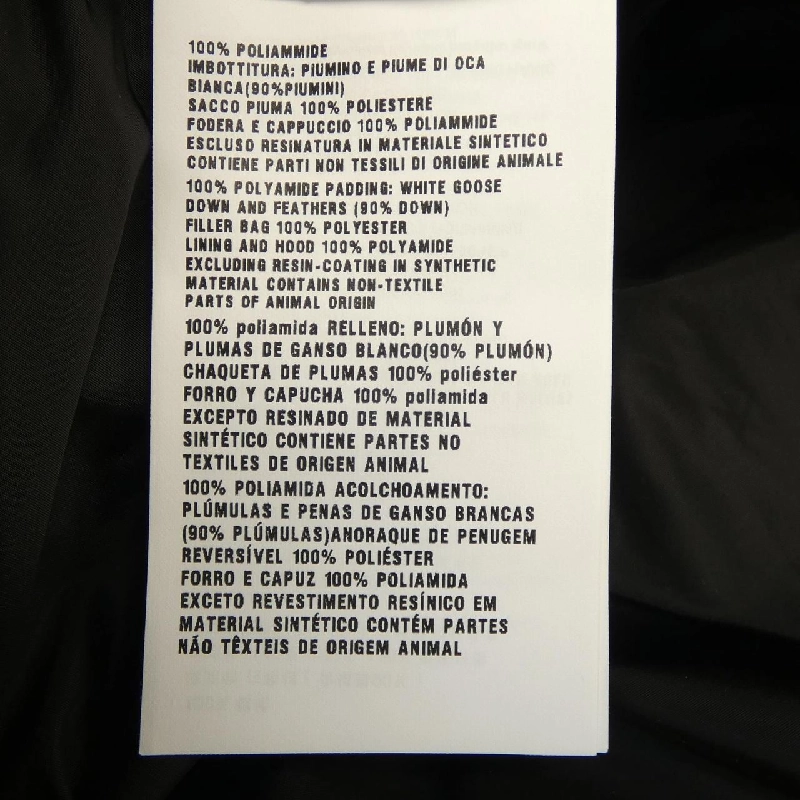 100% POLIAMMIDE
IMBOTTITURA: PIUMINO E PIUME DI OCA
BIANCA(90%PIUMINI)
SACCO PIUMA 100% POLIESTERE
FODERA E CAPPUCCIO 100% POLIAMMIDE
ESCLUSO RESINATURA IN MATERIALE SINTETICO
CONTIENE PARTI NON TESSILI DI ORIGINE ANIMALE
100% POLYAMIDE PADDING: WHITE GOOSE
DOWN AND FEATHERS (90% DOWN)
FILLER BAG 100% POLYESTER
LINING AND HOOD 100% POLYAMIDE
EXCLUDING RESIN-COATING IN SYNTHETIC
MATERIAL CONTAINS NON-TEXTILE
PARTS OF ANIMAL ORIGIN
100% poliamida RELLENO: PLUMÓN Y
PLUMAS DE GANSO BLANCO(90% PLUMÓN)
CHAQUETA DE PLUMAS 100% poliéster
FORRO Y CAPUCHA 100% poliamida
EXCEPTO RESINADO DE MATERIAL
SINTÉTICO CONTIENE PARTES NO
TEXTILES DE ORIGEN ANIMAL
100% POLIAMIDA ACOLCHOAMENTO:
PLÚMULAS E PENAS DE GANSO BRANCAS
(90% PLÚMULAS)ANORAQUE DE PENUGEM
REVERSÍVEL 100% POLIÉSTER
FORRO E CAPUZ 100% POLIAMIDA
EXCETO REVESTIMENTO RESÍNICO EM
MATERIAL SINTÉTICO CONTÉM PARTES
NÃO TÊXTEIS DE ORIGEM ANIMAL